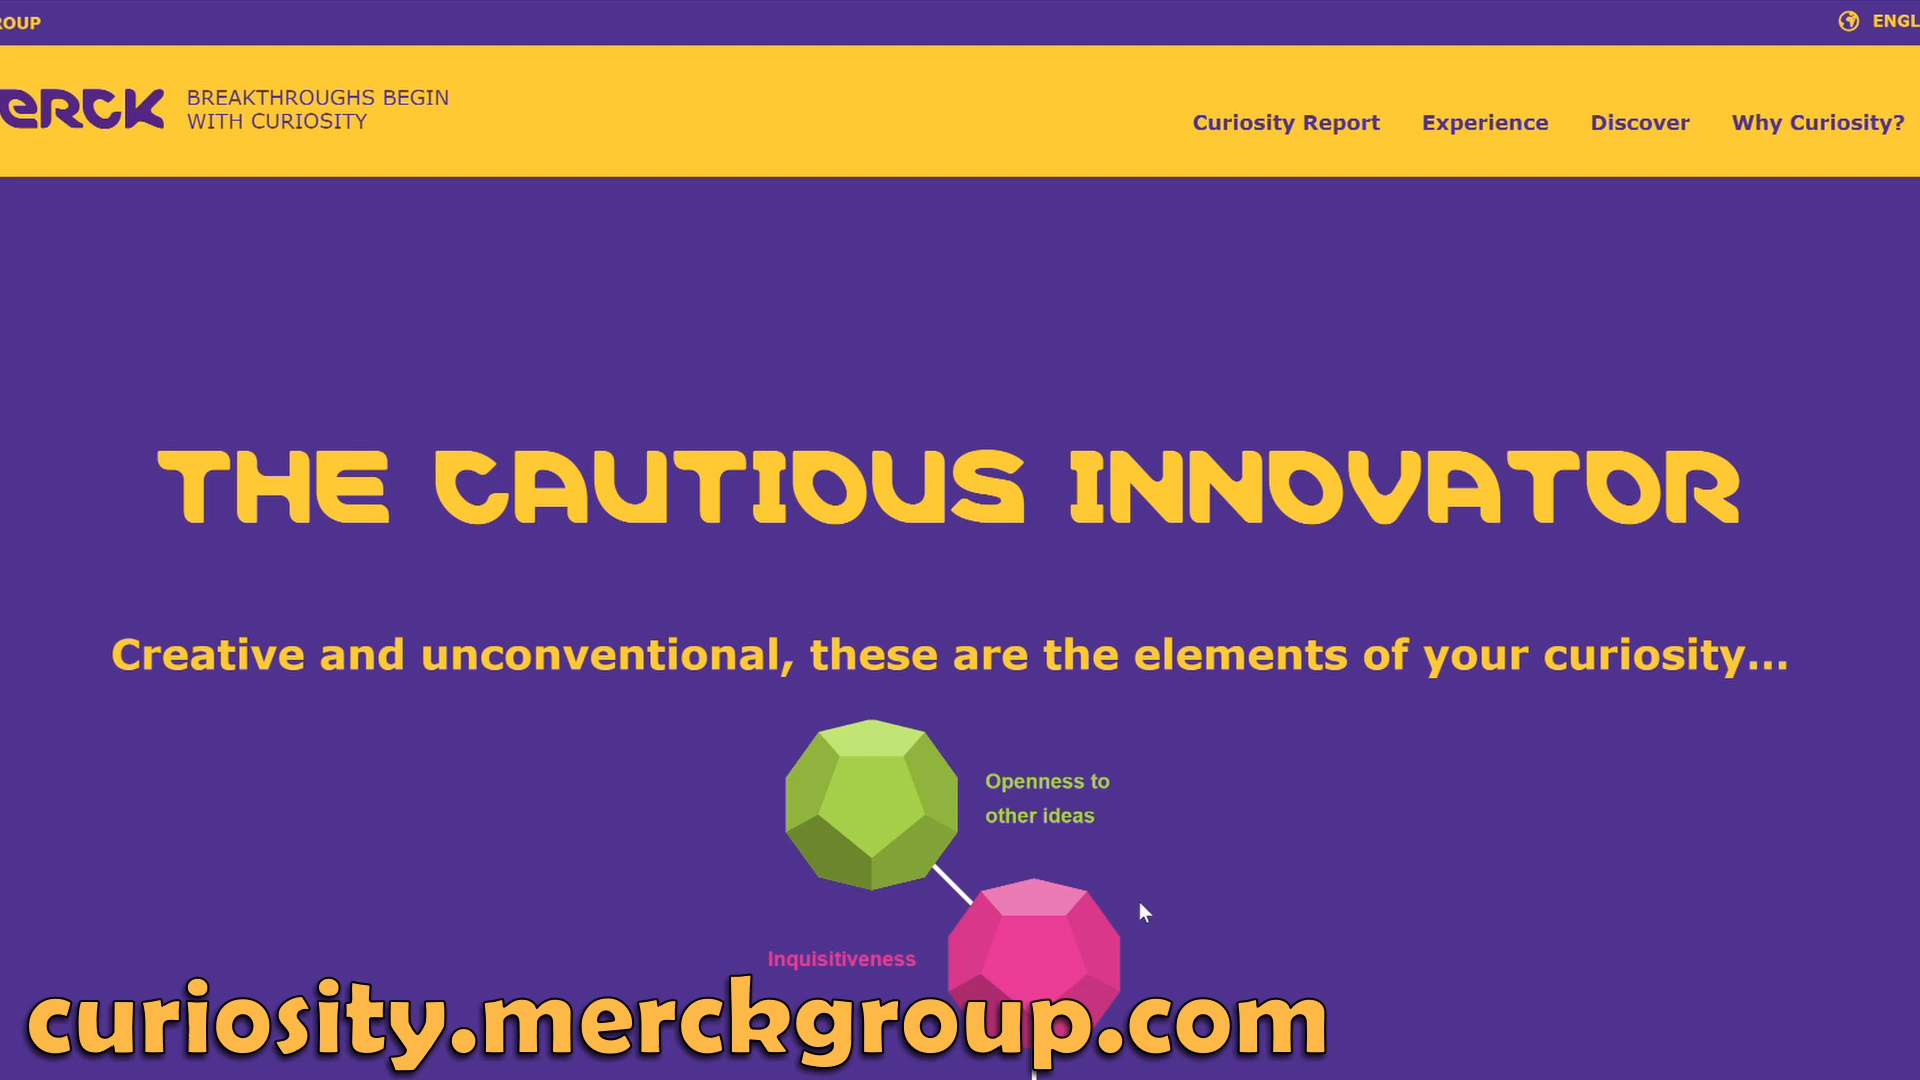 ROUP
ENGL
ERCK
BREAKTHROUGHS BEGIN
WITH CURIOSITY
Curiosity Report Experience Discover Why Curiosity?
THE CAUTIOUS INNOVATOR
Creative and unconventional, these are the elements of your curiosity...
Openness to
other ideas
Inquisitiveness
curiosity.merckgroup.com